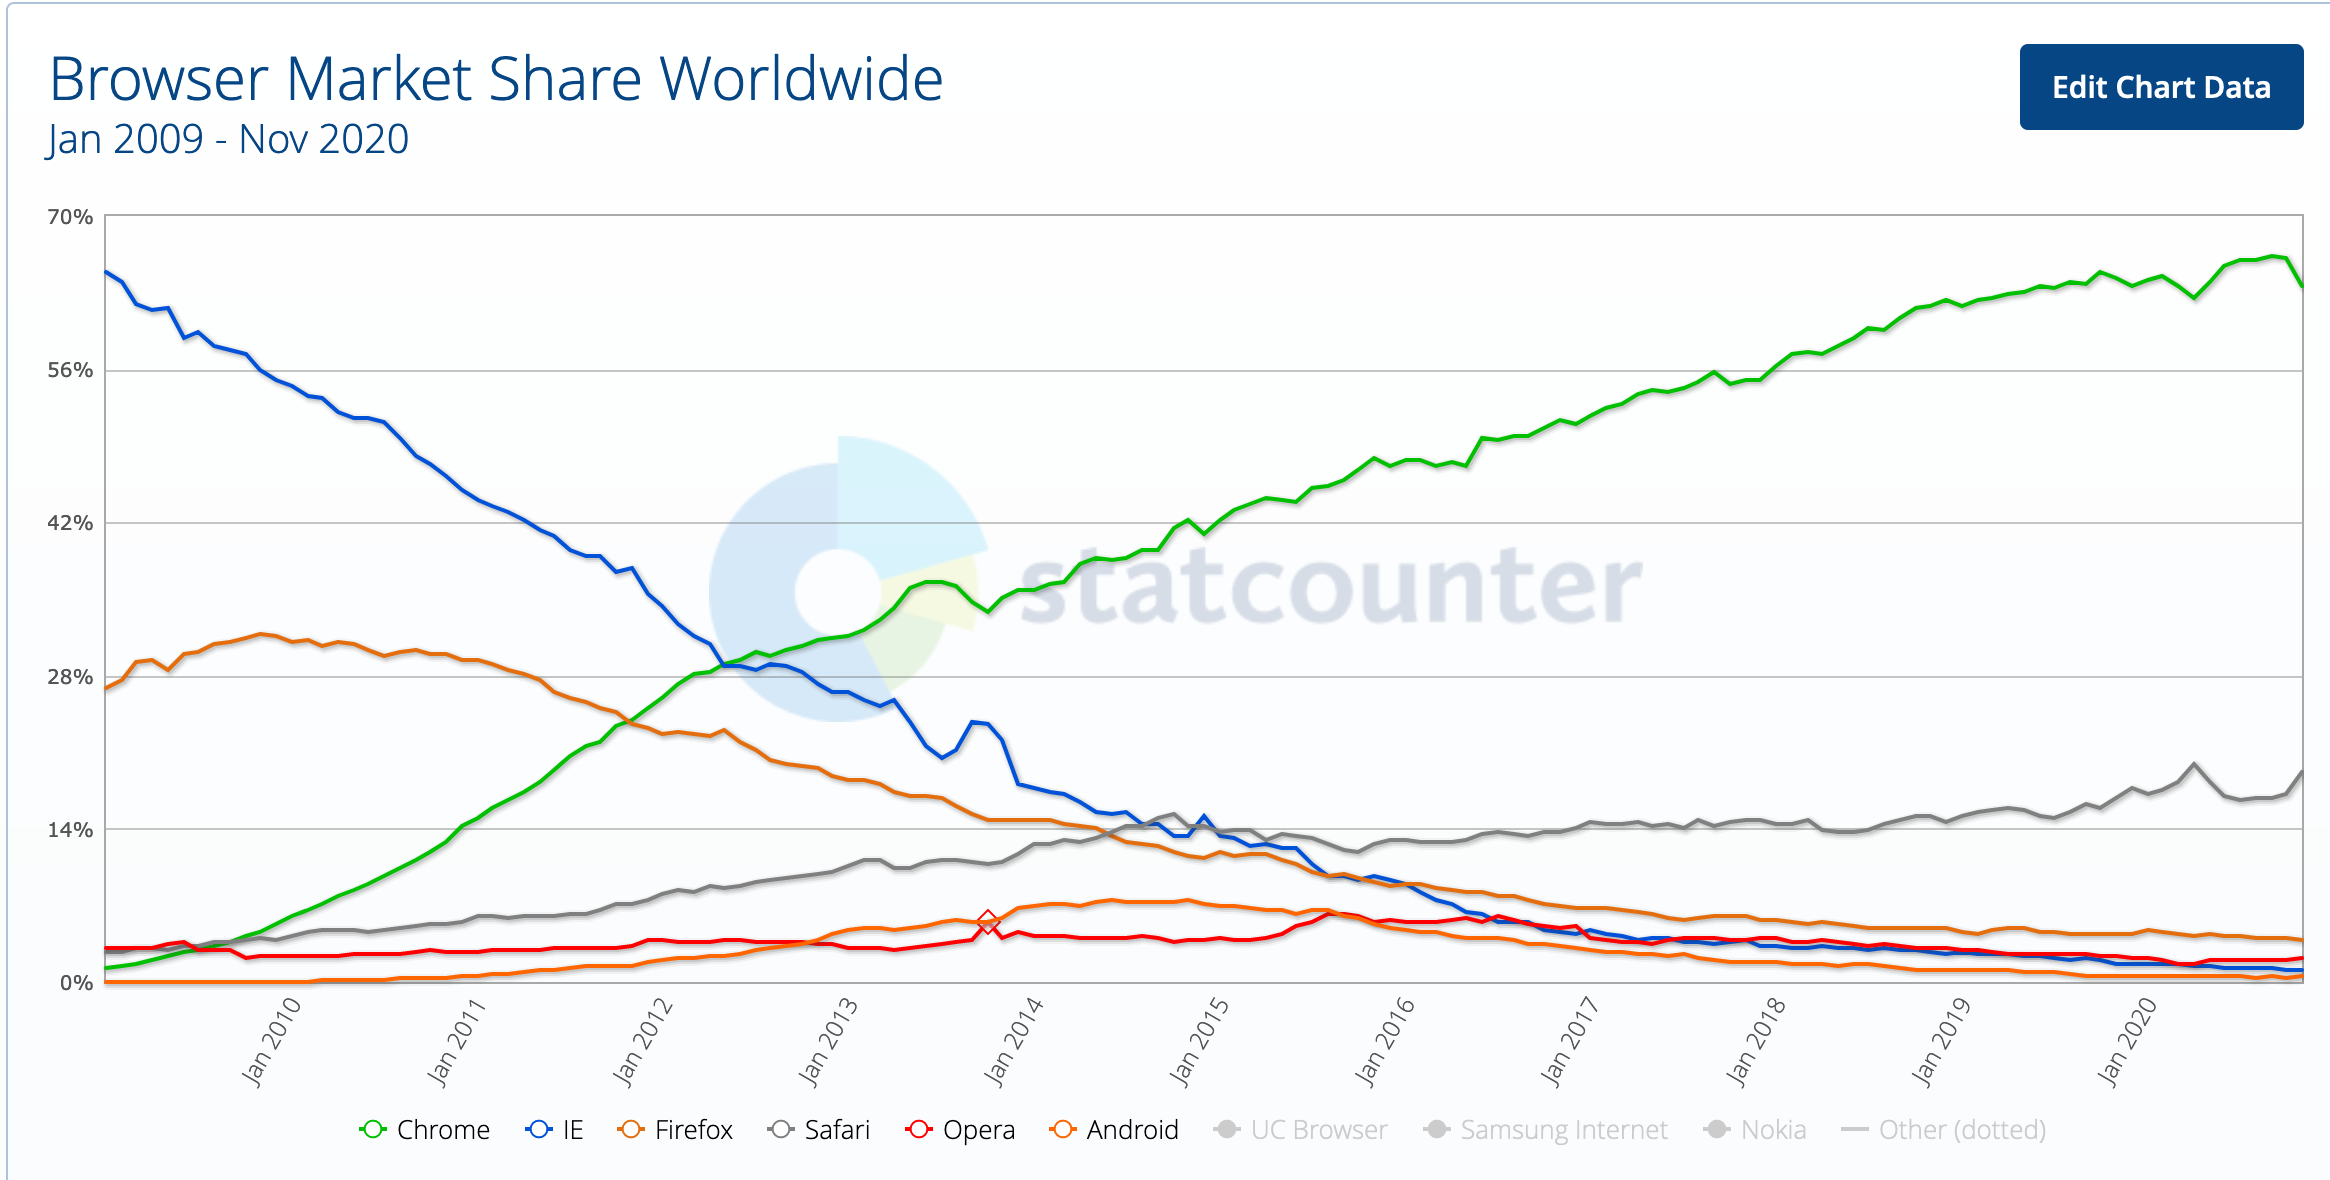 Browser Market Share Worldwide
Jan 2009 - Nov 2020
Edit Chart Data
70%
56%
42%
28%
14%
0%
statcounter
Jan 2010
Jan 2011
Jan 2012
Jan 2013
Jan 2014
Jan 2015
Jan 2016
Jan 2017
Jan 2018
Jan 2019
Jan 2020
Chrome IE Firefox Safari Opera Android UC Browser Samsung Internet Nokia Other (dotted)